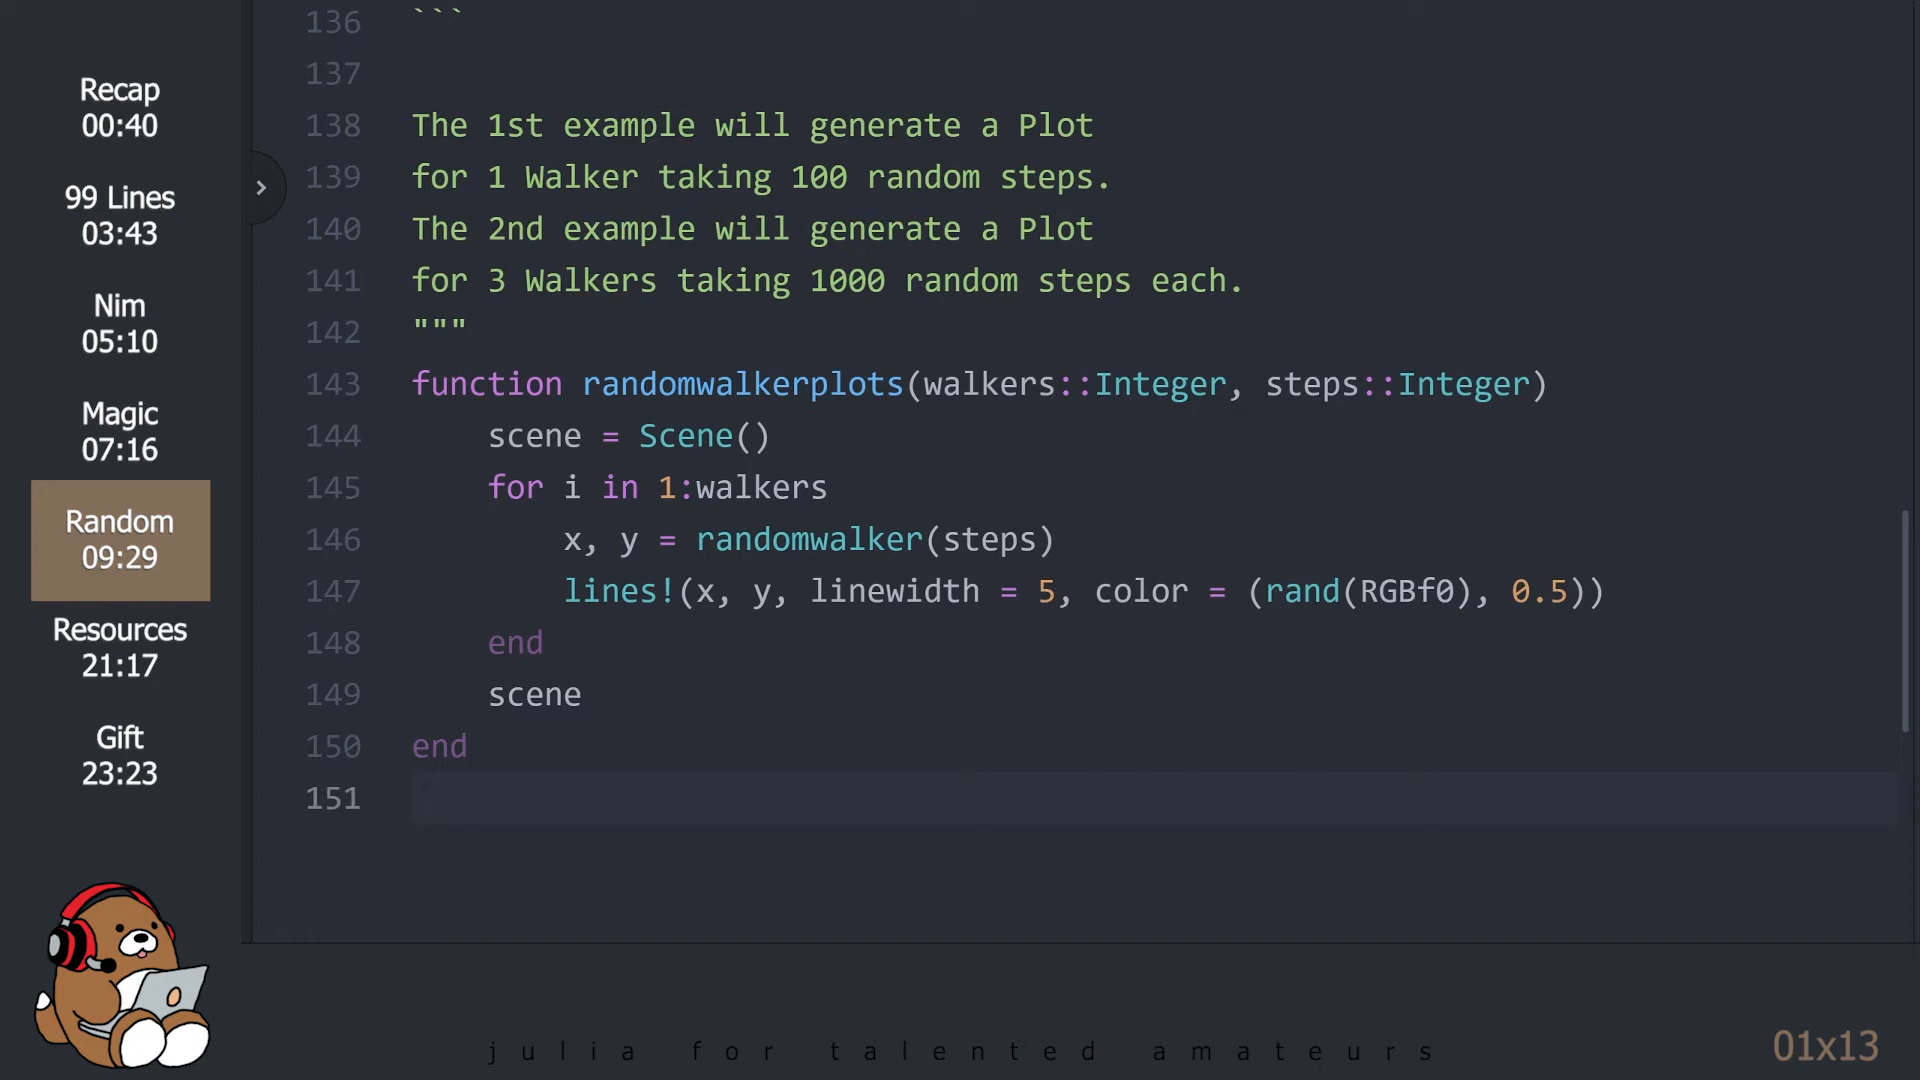 Recap
00:40
99 Lines
03:43
Nim
05:10
Magic
07:16
Random
09:29
Resources
21:17
Gift
23:23
136 ```
137
138 The 1st example will generate a Plot
139 for 1 Walker taking 100 random steps.
140 The 2nd example will generate a Plot
141 for 3 Walkers taking 1000 random steps each.
142 """
143 function randomwalkerplots(walkers::Integer, steps::Integer)
144     scene = Scene()
145     for i in 1:walkers
146         x, y = randomwalker(steps)
147         lines!(x, y, linewidth = 5, color = (rand(RGBf0), 0.5))
148     end
149     scene
150 end
151
julia for talented amateurs
01x13